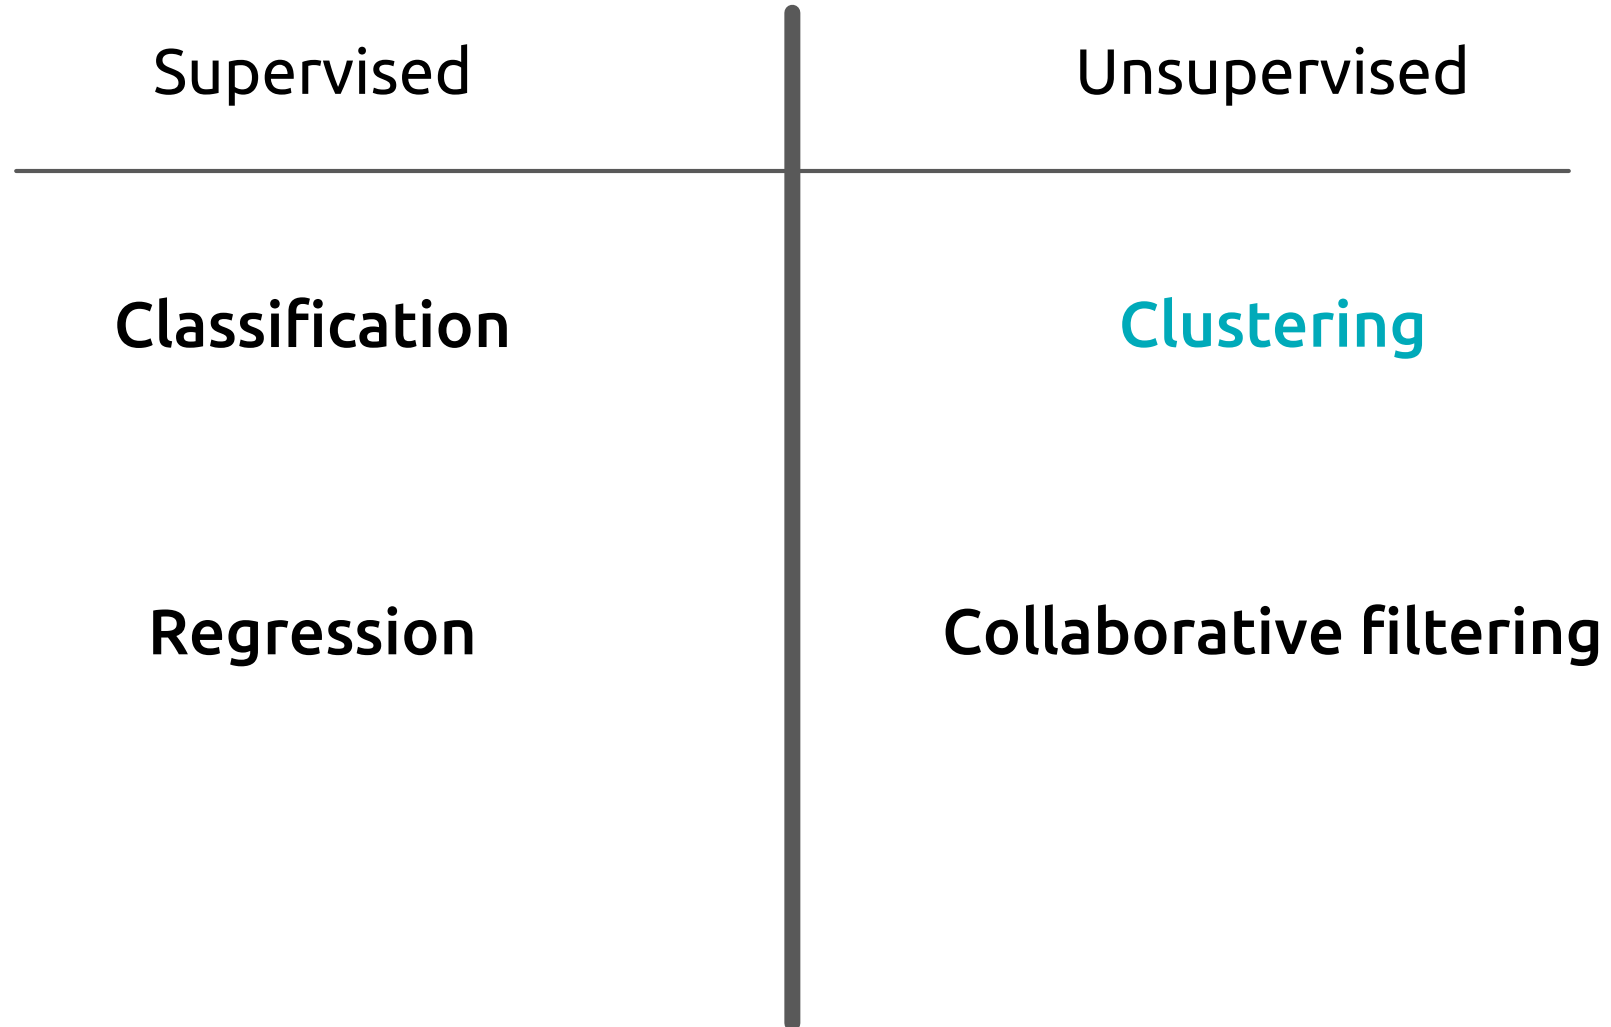 Supervised
Unsupervised
Classification
Clustering
Regression
Collaborative filtering